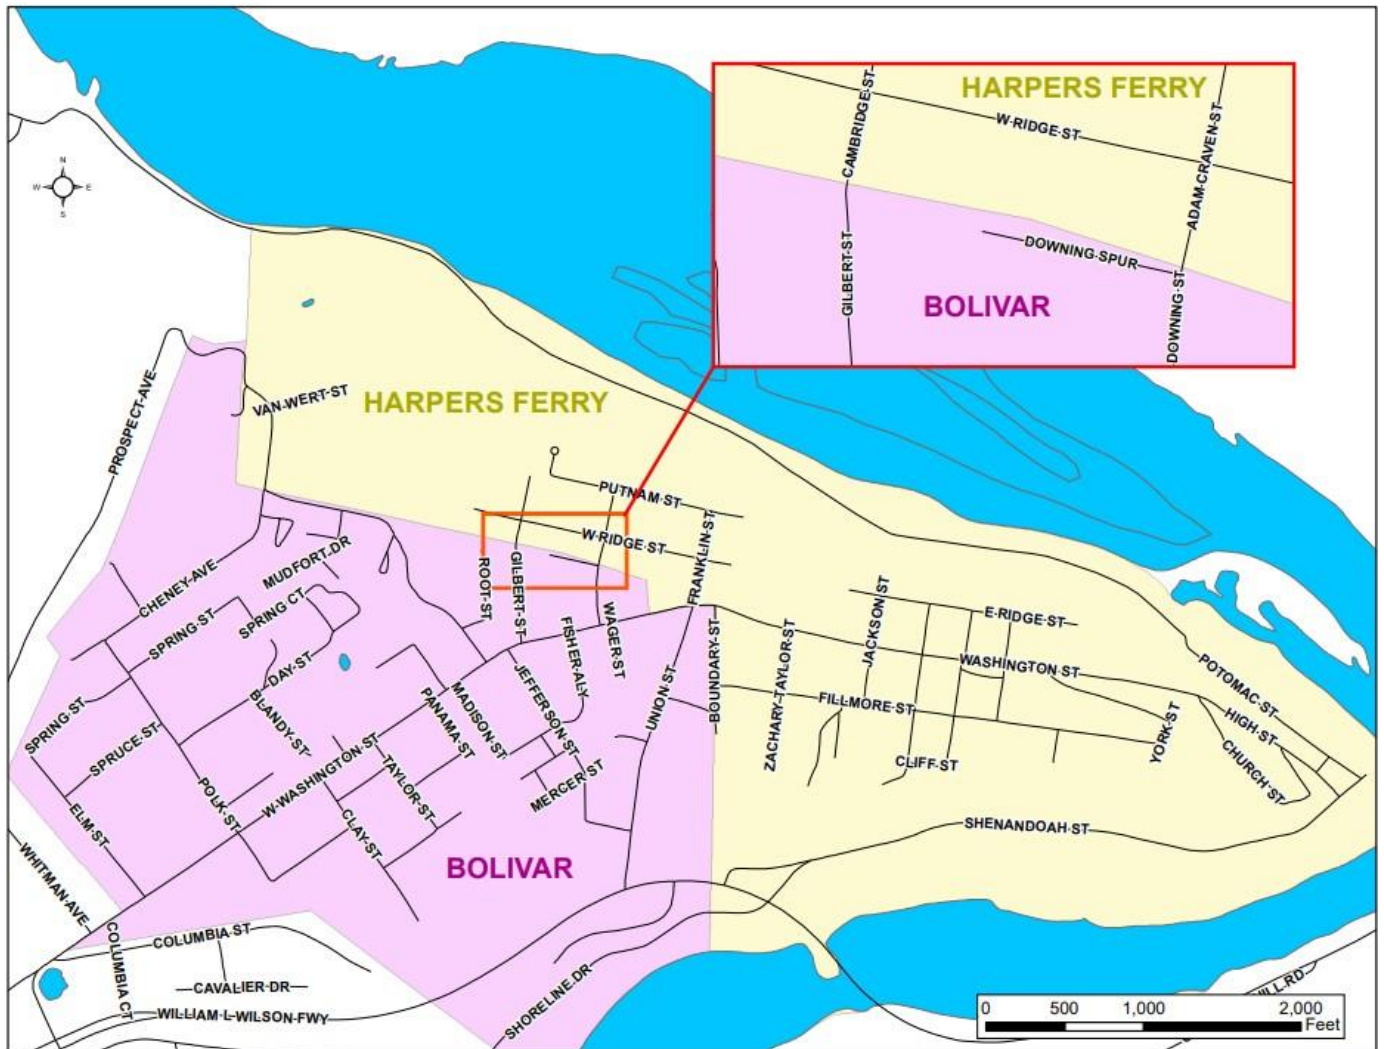 HARPERS FERRY
CAMBRIDGE ST
W RIDGE ST
ADAM CRAVEN ST
DOWNING SPUR
GILBERT ST
BOLIVAR
DOWNING ST
N
W E
S
PROSPECT AVE
VAN WERT ST
HARPERS FERRY
PUTNAM ST
W RIDGE ST
FRANKLIN ST
CHENEY AVE
MUDFORT DR
ROOT ST
GILBERT ST
SPRING ST
SPRING CT
FISHER ALY
WAGER ST
BOUNDARY ST
ZACHARY TAYLOR ST
JACKSON ST
E RIDGE ST
WASHINGTON ST
POTOMAC ST
DAY ST
BLANDY ST
PANAMA ST
MADISON ST
JEFFERSON ST
UNION ST
FILLMORE ST
YORK ST
HIGH ST
CHURCH ST
SPRING ST
SPRUCE ST
POLK ST
W WASHINGTON ST
TAYLOR ST
MERCER ST
CLIFF ST
ELM ST
CLAY ST
SHENANDOAH ST
BOLIVAR
WHITMAN AVE
COLUMBIA ST
COLUMBIA CT
CAVALIER DR
WILLIAM L WILSON FWY
SHORELINE DR
HILL RD
0 500 1,000 2,000
Feet